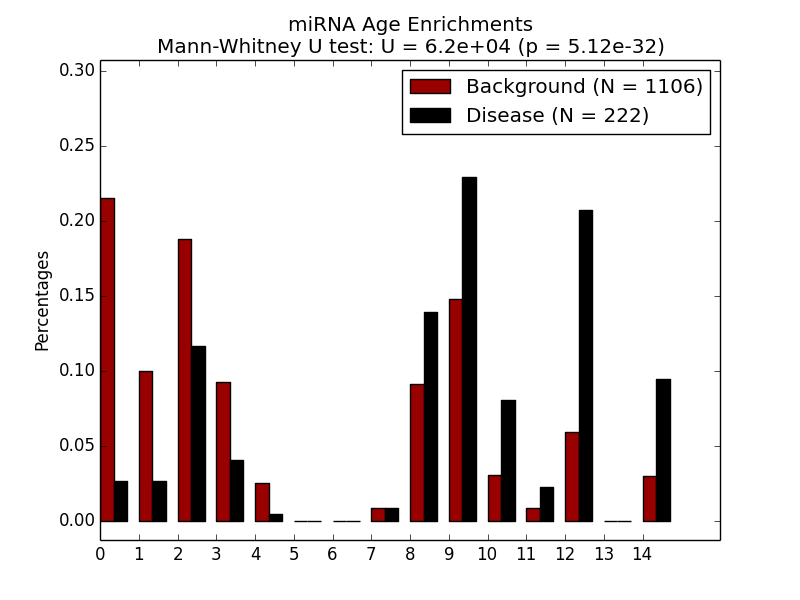 miRNA Age Enrichments
Mann-Whitney U test: U = 6.2e+04 (p = 5.12e-32)
Background (N = 1106)
Disease (N = 222)
Percentages
0.30
0.25
0.20
0.15
0.10
0.05
0.00
0 1 2 3 4 5 6 7 8 9 10 11 12 13 14